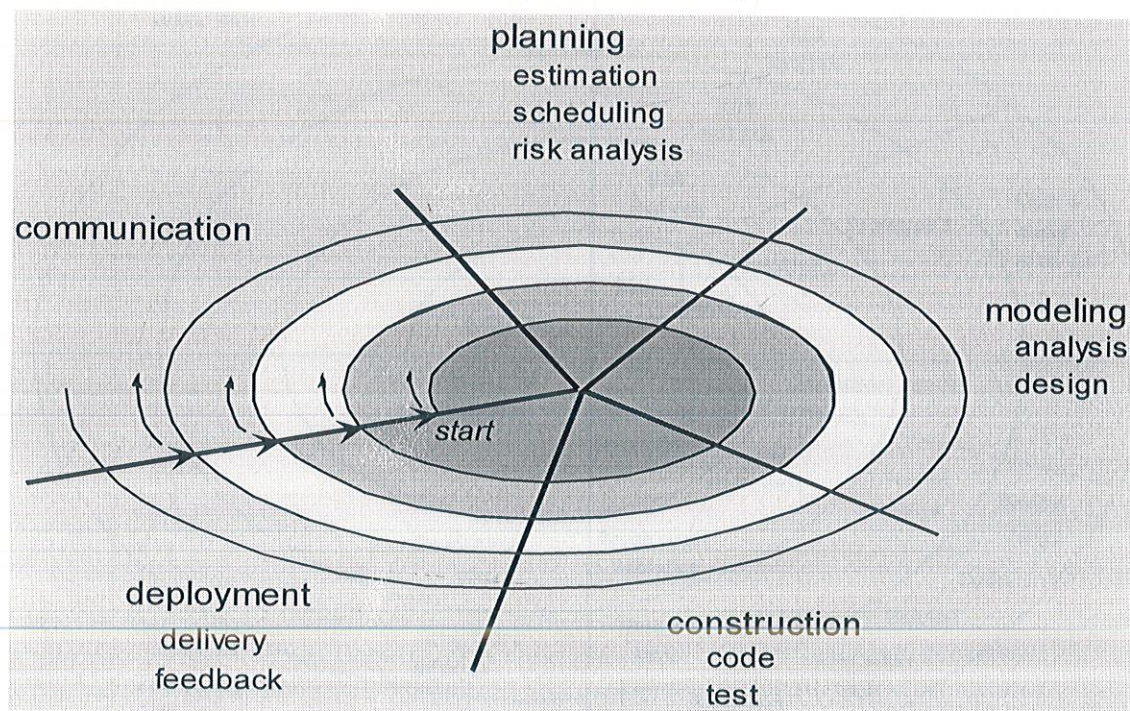 planning
estimation
scheduling
risk analysis
communication
modeling
analysis
design
start
deployment
delivery
feedback
construction
code
test